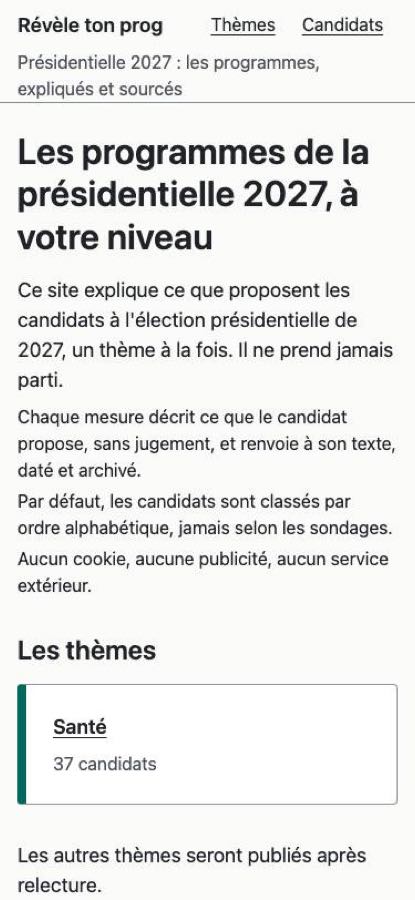 Révèle ton prog Thèmes Candidats
Présidentielle 2027 : les programmes,
expliqués et sourcés
Les programmes de la
présidentielle 2027, à
votre niveau
Ce site explique ce que proposent les
candidats à l'élection présidentielle de
2027, un thème à la fois. Il ne prend jamais
parti.
Chaque mesure décrit ce que le candidat
propose, sans jugement, et renvoie à son texte,
daté et archivé.
Par défaut, les candidats sont classés par
ordre alphabétique, jamais selon les sondages.
Aucun cookie, aucune publicité, aucun service
extérieur.
Les thèmes
Santé
37 candidats
Les autres thèmes seront publiés après
relecture.